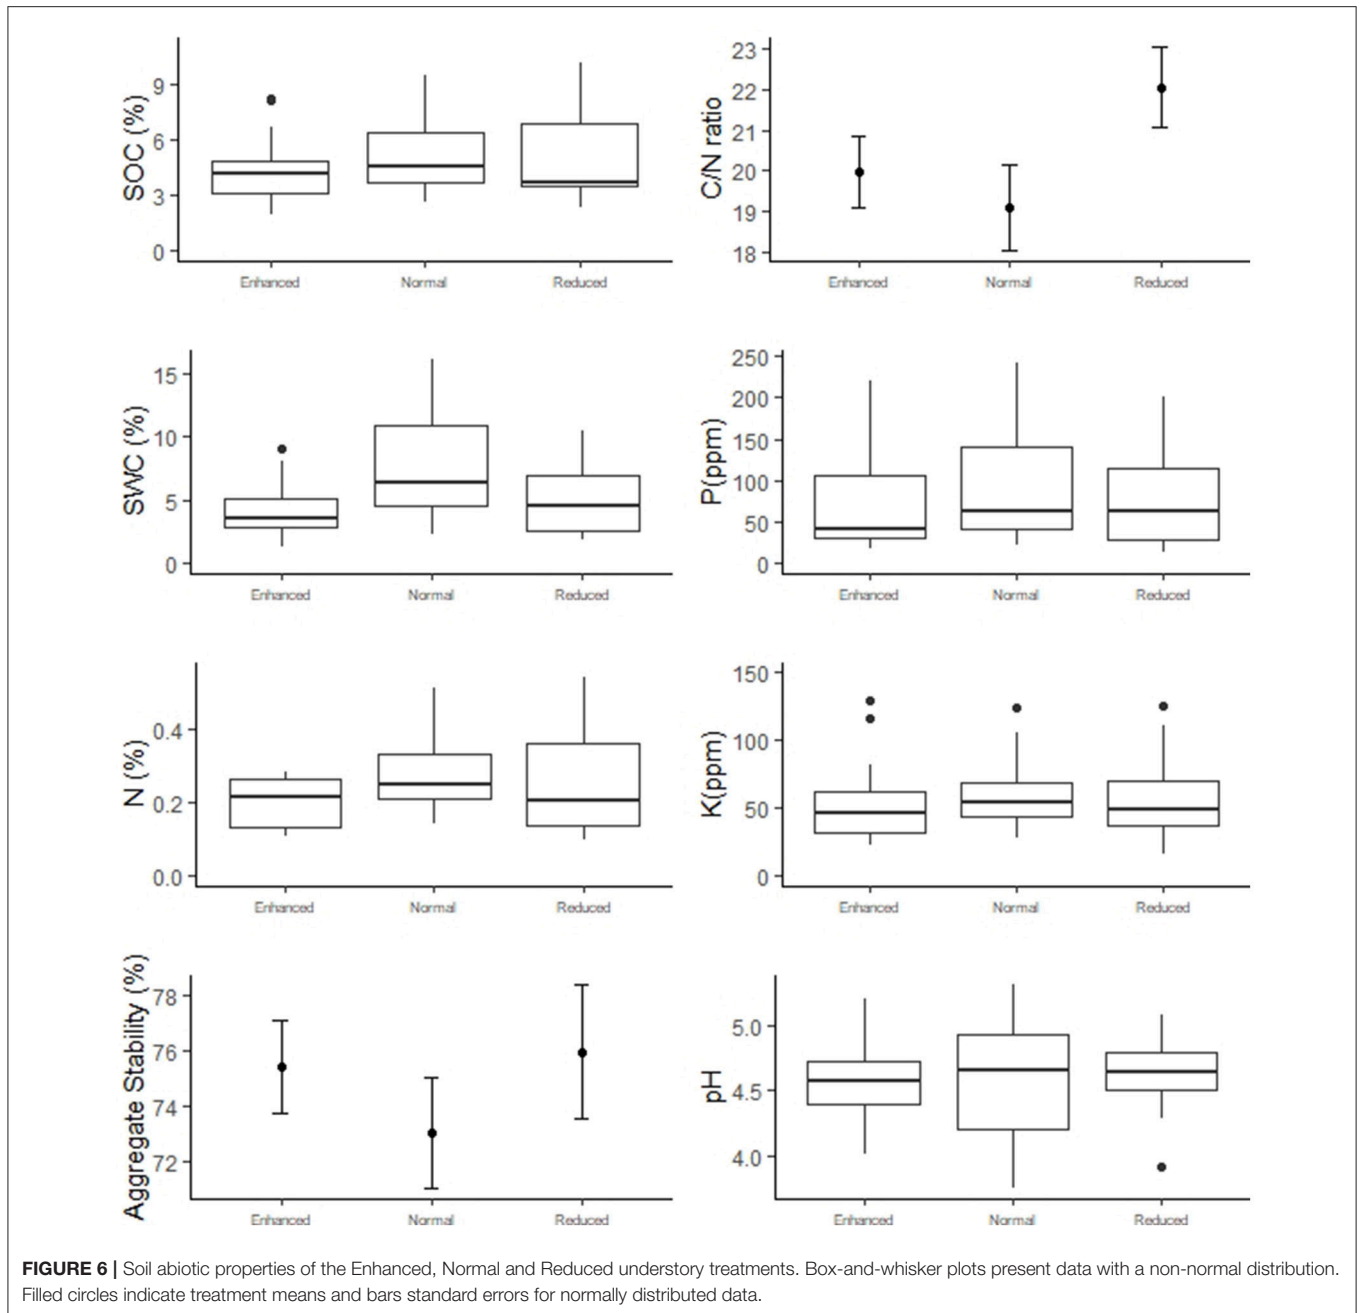 SOC (%)
9
6
3
0
Enhanced Normal Reduced
C/N ratio
23
22
21
20
19
18
Enhanced Normal Reduced
SWC (%)
15
10
5
0
Enhanced Normal Reduced
P(ppm)
250
200
150
100
50
0
Enhanced Normal Reduced
N (%)
0.4
0.2
0.0
Enhanced Normal Reduced
K(ppm)
150
100
50
0
Enhanced Normal Reduced
Aggregate Stability (%)
78
76
74
72
Enhanced Normal Reduced
pH
5.0
4.5
4.0
Enhanced Normal Reduced
FIGURE 6 | Soil abiotic properties of the Enhanced, Normal and Reduced understory treatments. Box-and-whisker plots present data with a non-normal distribution.
Filled circles indicate treatment means and bars standard errors for normally distributed data.